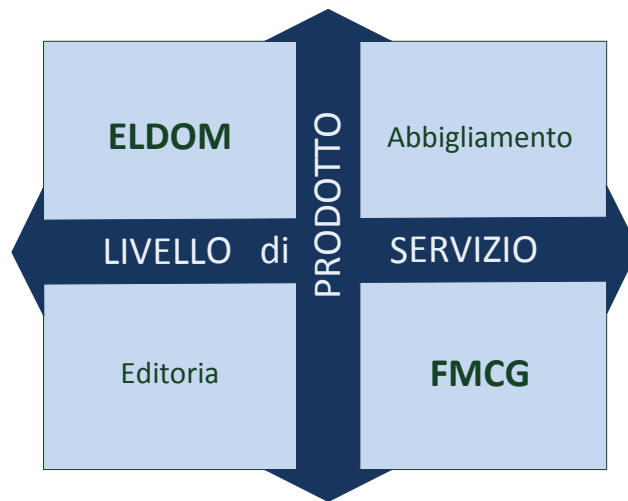 ELDOM
Abbigliamento
PRODOTTO
LIVELLO di SERVIZIO
Editoria
FMCG